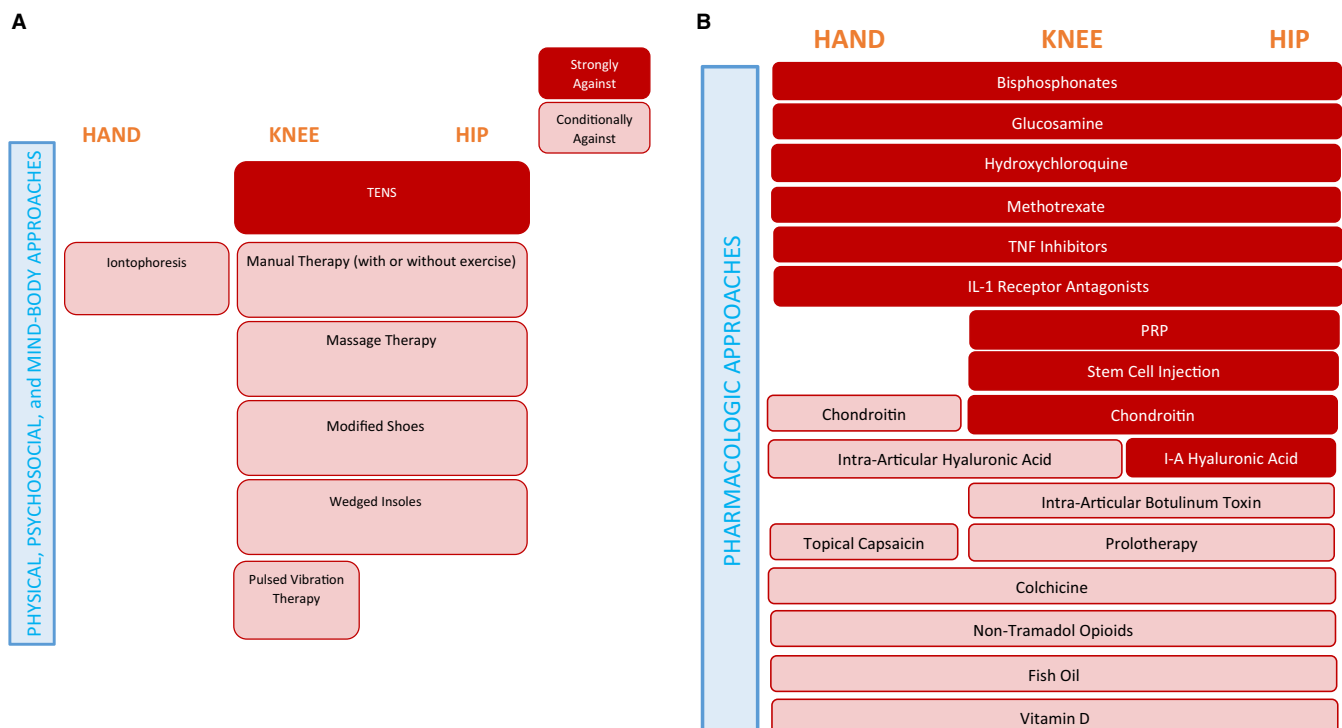 A
Strongly
Against
Conditionally
Against
HAND KNEE HIP
PHYSICAL, PSYCHOSOCIAL, and MIND-BODY APPROACHES
TENS
Iontophoresis
Manual Therapy (with or without exercise)
Massage Therapy
Modified Shoes
Wedged Insoles
Pulsed Vibration
Therapy
B
HAND KNEE HIP
PHARMACOLOGIC APPROACHES
Bisphosphonates
Glucosamine
Hydroxychloroquine
Methotrexate
TNF Inhibitors
IL-1 Receptor Antagonists
PRP
Stem Cell Injection
Chondroitin Chondroitin
Intra-Articular Hyaluronic Acid I-A Hyaluronic Acid
Intra-Articular Botulinum Toxin
Topical Capsaicin Prolotherapy
Colchicine
Non-Tramadol Opioids
Fish Oil
Vitamin D